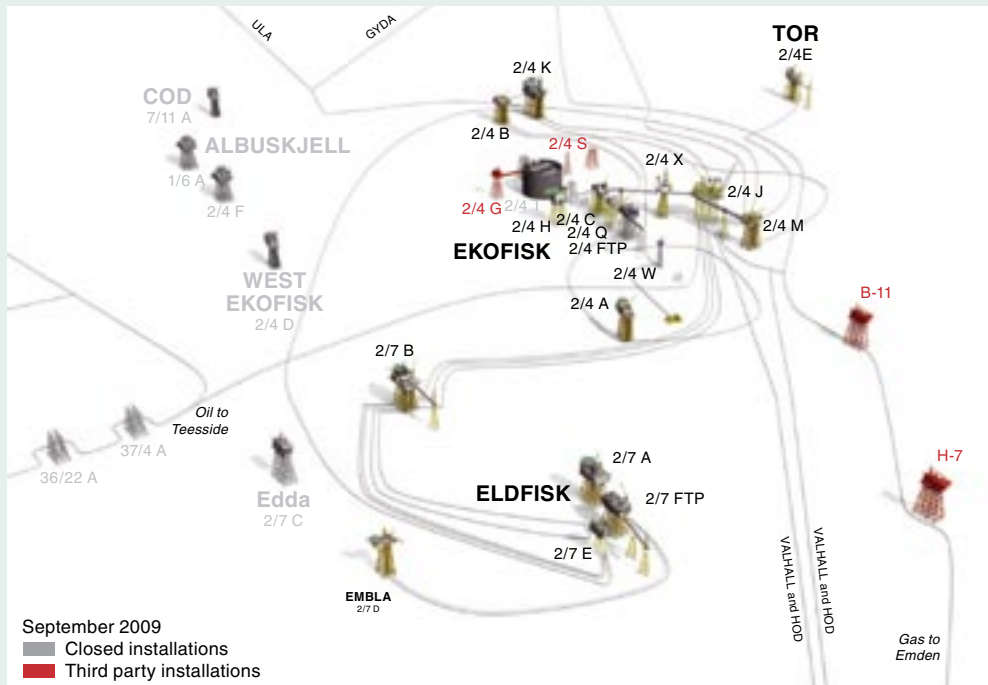 ULA
GYDA
TOR
2/4E
2/4 K
COD
7/11 A
2/4 B
ALBUSKJELL
1/6 A
2/4 F
2/4 S
2/4 X
2/4 G
2/4 T
2/4 H
2/4 C
2/4 Q
2/4 FTP
2/4 J
2/4 M
EKOFISK
2/4 W
WEST
EKOFISK
2/4 D
2/4 A
B-11
2/7 B
Oil to
Teesside
37/4 A
36/22 A
Edda
2/7 C
2/7 A
ELDFISK
2/7 FTP
2/7 E
H-7
EMBLA
2/7 D
VALHALL and HOD
VALHALL and HOD
Gas to
Emden
September 2009
Closed installations
Third party installations